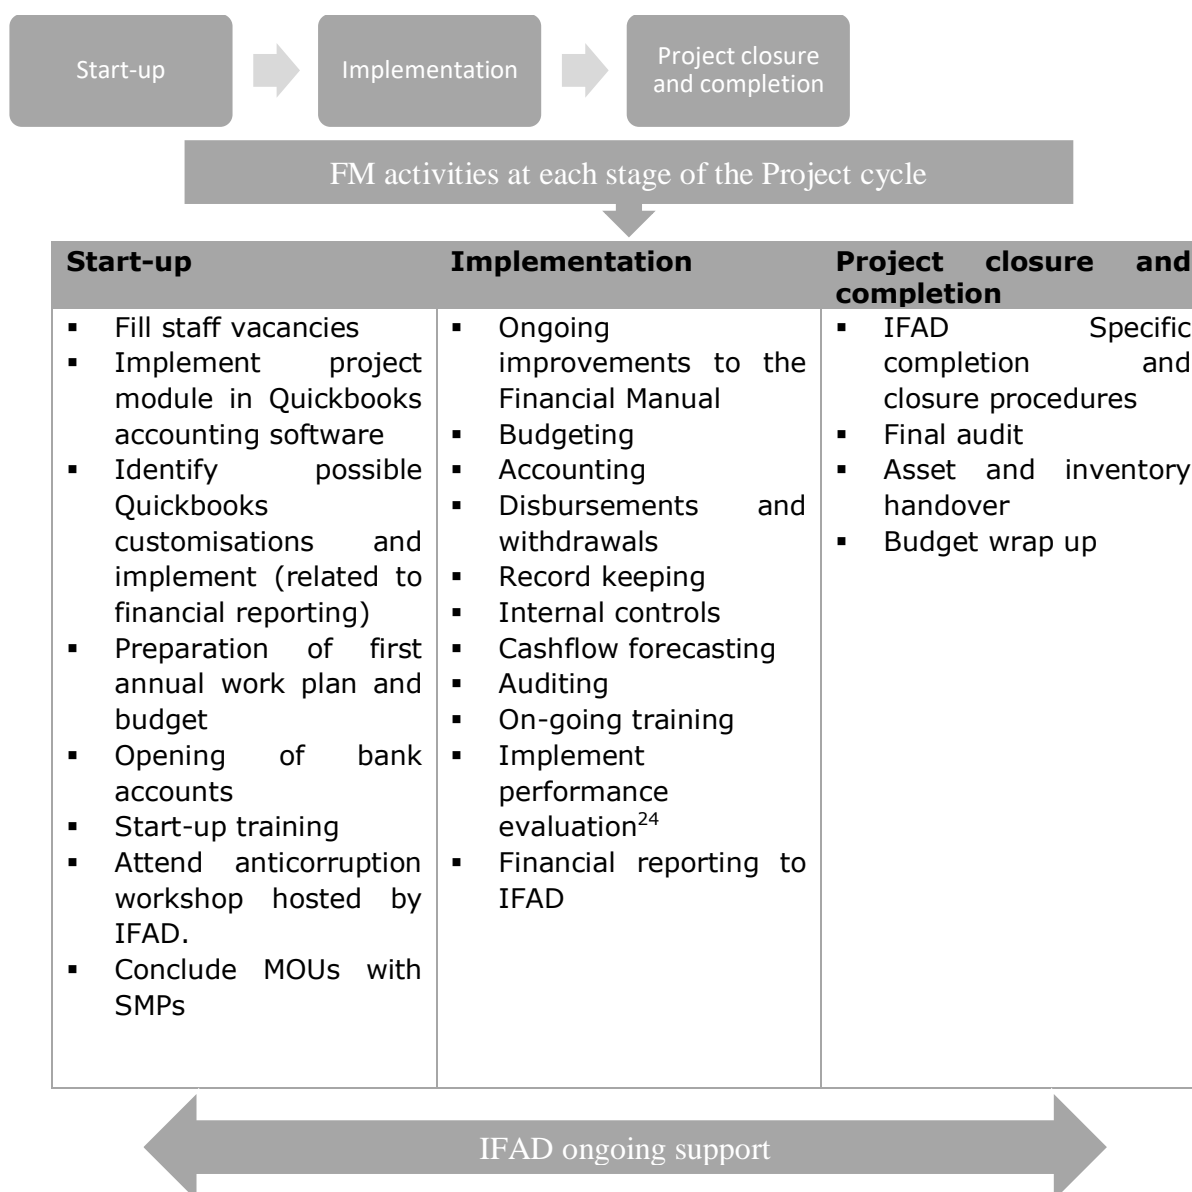 Start-up
Implementation
Project closure
and completion
FM activities at each stage of the Project cycle
Start-up
▪ Fill staff vacancies
▪ Implement project
module in Quickbooks
accounting software
▪ Identify possible
Quickbooks
customisations and
implement (related to
financial reporting)
▪ Preparation of first
annual work plan and
budget
▪ Opening of bank
accounts
▪ Start-up training
▪ Attend anticorruption
workshop hosted by
IFAD.
▪ Conclude MOUs with
SMPs
Implementation
▪ Ongoing
improvements to the
Financial Manual
▪ Budgeting
▪ Accounting
▪ Disbursements and
withdrawals
▪ Record keeping
▪ Internal controls
▪ Cashflow forecasting
▪ Auditing
▪ On-going training
▪ Implement
performance
evaluation24
▪ Financial reporting to
IFAD
Project closure and
completion
▪ IFAD Specific
completion and
closure procedures
▪ Final audit
▪ Asset and inventory
handover
▪ Budget wrap up
IFAD ongoing support